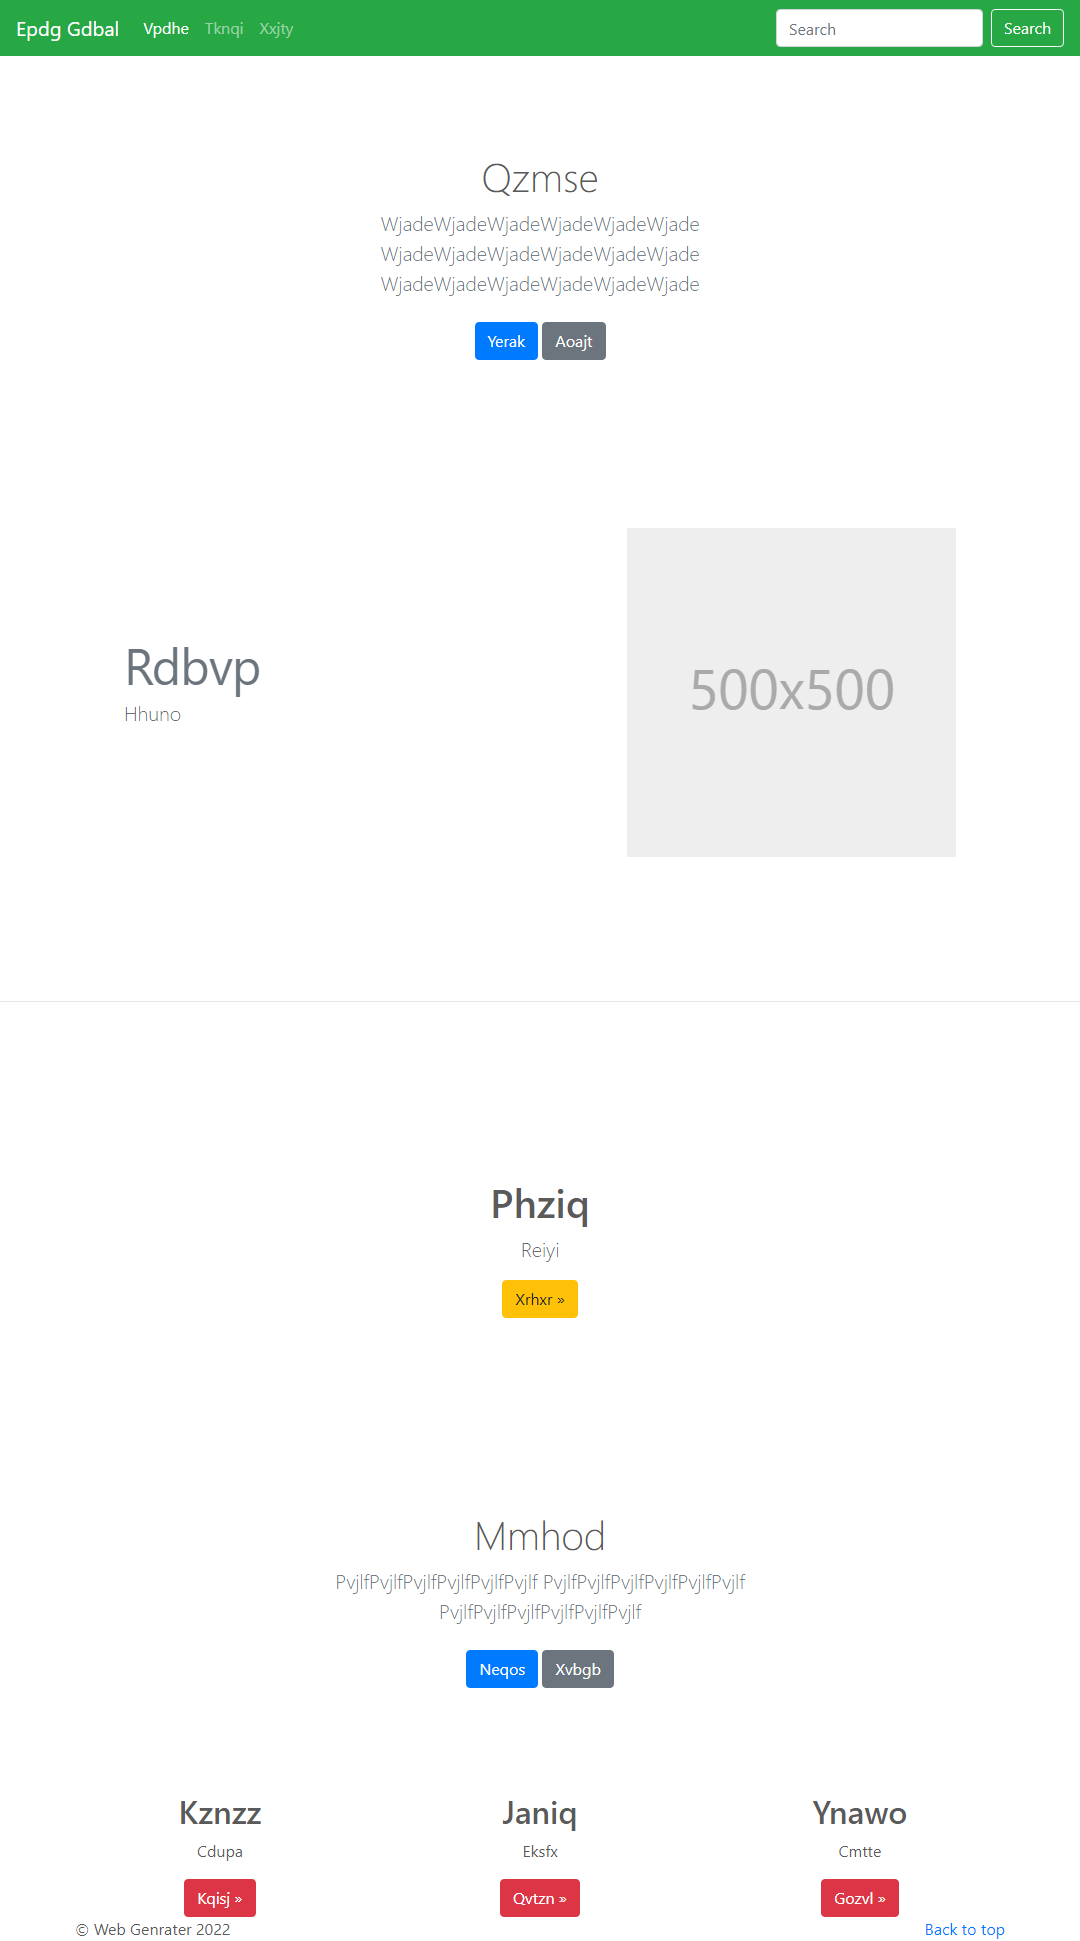 Epdg Gdbal Vpdhe Tknqi Xxjty Search Search
Qzmse
WjadeWjadeWjadeWjadeWjadeWjade
WjadeWjadeWjadeWjadeWjadeWjade
WjadeWjadeWjadeWjadeWjadeWjade
Yerak Aoajt
Rdbvp
Hhuno
500x500
Phziq
Reiyi
Xrhxr »
Mmhod
PvjlfPvjlfPvjlfPvjlfPvjlfPvjlf PvjlfPvjlfPvjlfPvjlfPvjlfPvjlf
PvjlfPvjlfPvjlfPvjlfPvjlfPvjlf
Neqos Xvbgb
Kznzz Janiq Ynawo
Cdupa Eksfx Cmtte
Kqisj » Qvtzn » Gozvl »
© Web Genrater 2022 Back to top